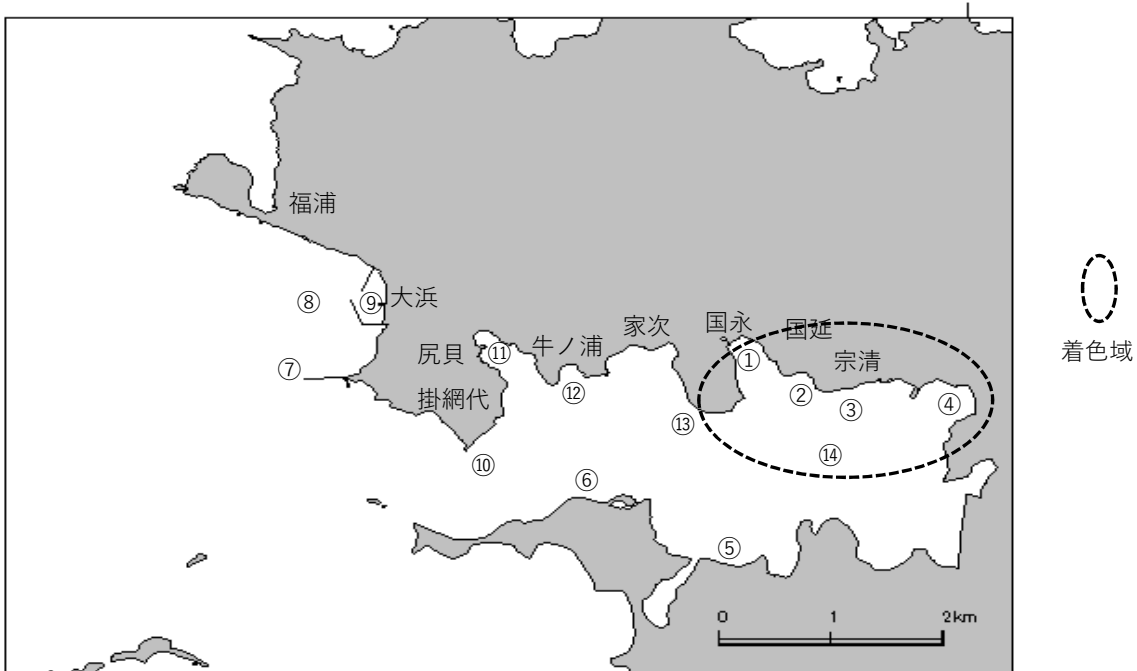 福浦
⑧
⑨
大浜
⑦
尻貝
掛網代
⑪
牛ノ浦
⑫
家次
国永
国延
宗清
①
②
③
④
⑬
⑭
⑩
⑥
⑤
0 1 2km
着色域